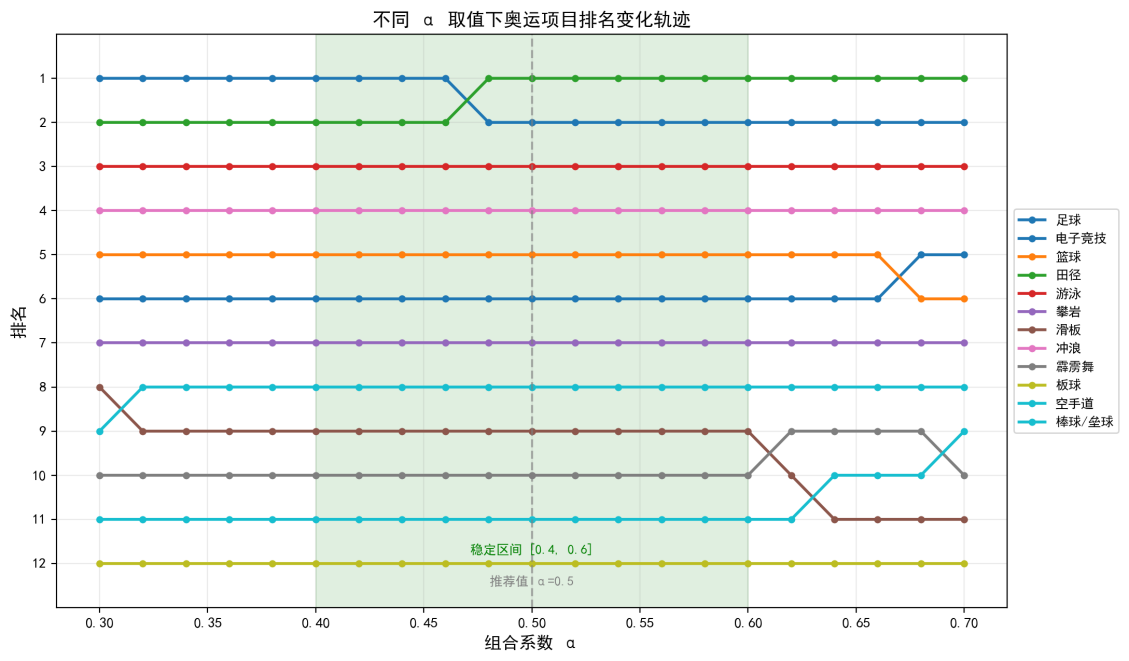 不同 α 取值下奥运项目排名变化轨迹
排名
1
2
3
4
5
6
7
8
9
10
11
12
稳定区间 [0.4, 0.6]
推荐值 α=0.5
0.30
0.35
0.40
0.45
0.50
0.55
0.60
0.65
0.70
组合系数 α
足球
电子竞技
篮球
田径
游泳
攀岩
滑板
冲浪
霹雳舞
板球
空手道
棒球/垒球